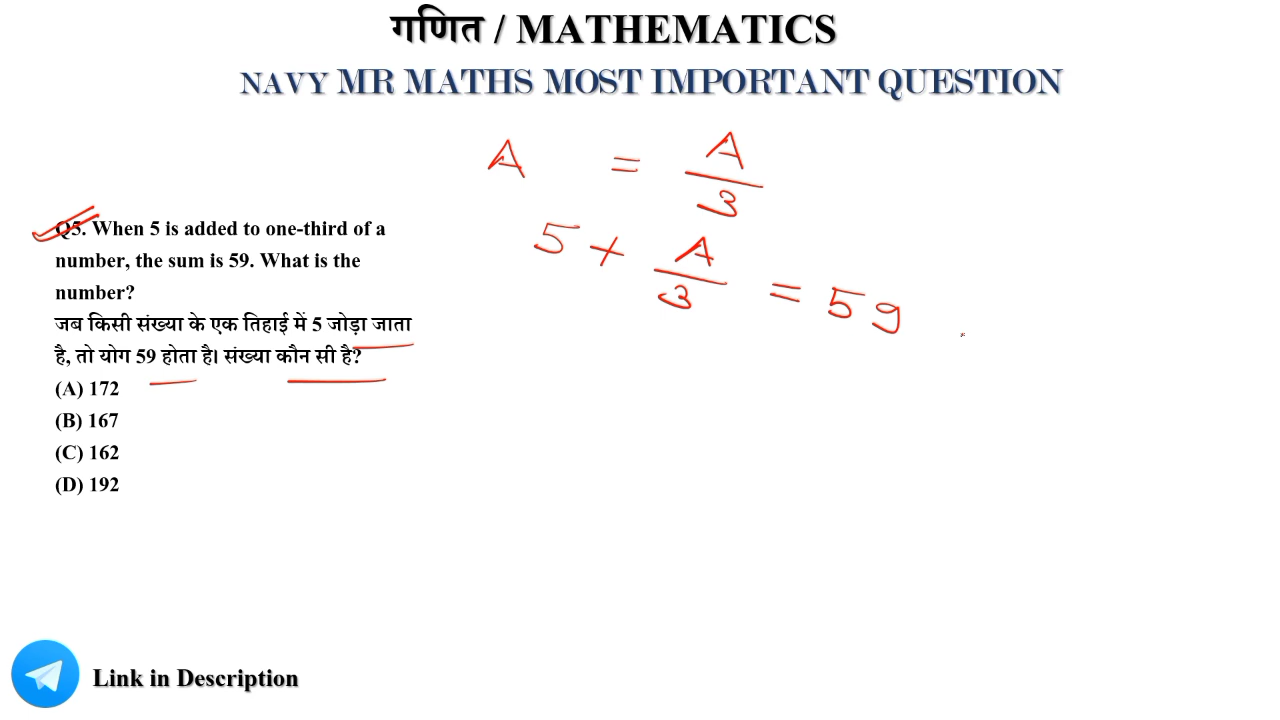 गणित / MATHEMATICS
NAVY MR MATHS MOST IMPORTANT QUESTION
A = A/3
5 + A/3 = 59
Q5. When 5 is added to one-third of a
number, the sum is 59. What is the
number?
जब किसी संख्या के एक तिहाई में 5 जोड़ा जाता
है, तो योग 59 होता है। संख्या कौन सी है?
(A) 172
(B) 167
(C) 162
(D) 192
Link in Description